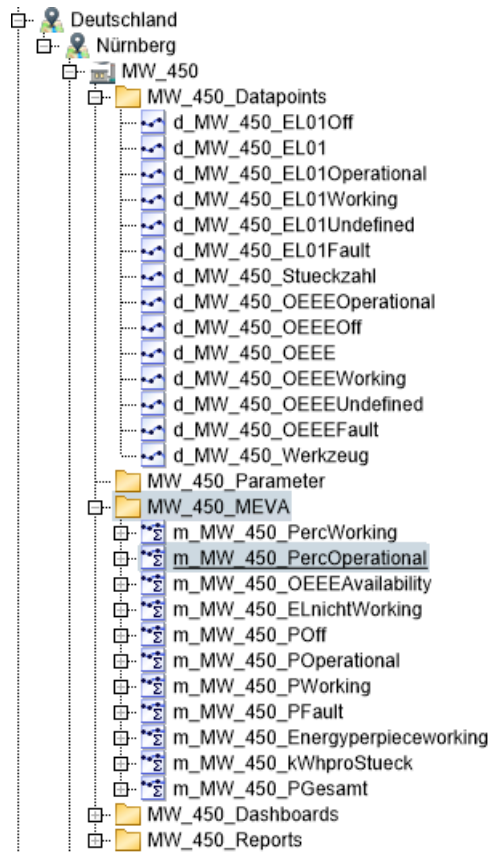 Deutschland
Nürnberg
MW_450
MW_450_Datapoints
d_MW_450_EL01Off
d_MW_450_EL01
d_MW_450_EL01Operational
d_MW_450_EL01Working
d_MW_450_EL01Undefined
d_MW_450_EL01Fault
d_MW_450_Stueckzahl
d_MW_450_OEEEOperational
d_MW_450_OEEEOff
d_MW_450_OEEE
d_MW_450_OEEEWorking
d_MW_450_OEEEUndefined
d_MW_450_OEEEFault
d_MW_450_Werkzeug
MW_450_Parameter
MW_450_MEVA
m_MW_450_PercWorking
m_MW_450_PercOperational
m_MW_450_OEEEAvailability
m_MW_450_ELnichtWorking
m_MW_450_POff
m_MW_450_POperational
m_MW_450_PWorking
m_MW_450_PFault
m_MW_450_Energyperpieceworking
m_MW_450_kWhproStueck
m_MW_450_PGesamt
MW_450_Dashboards
MW_450_Reports